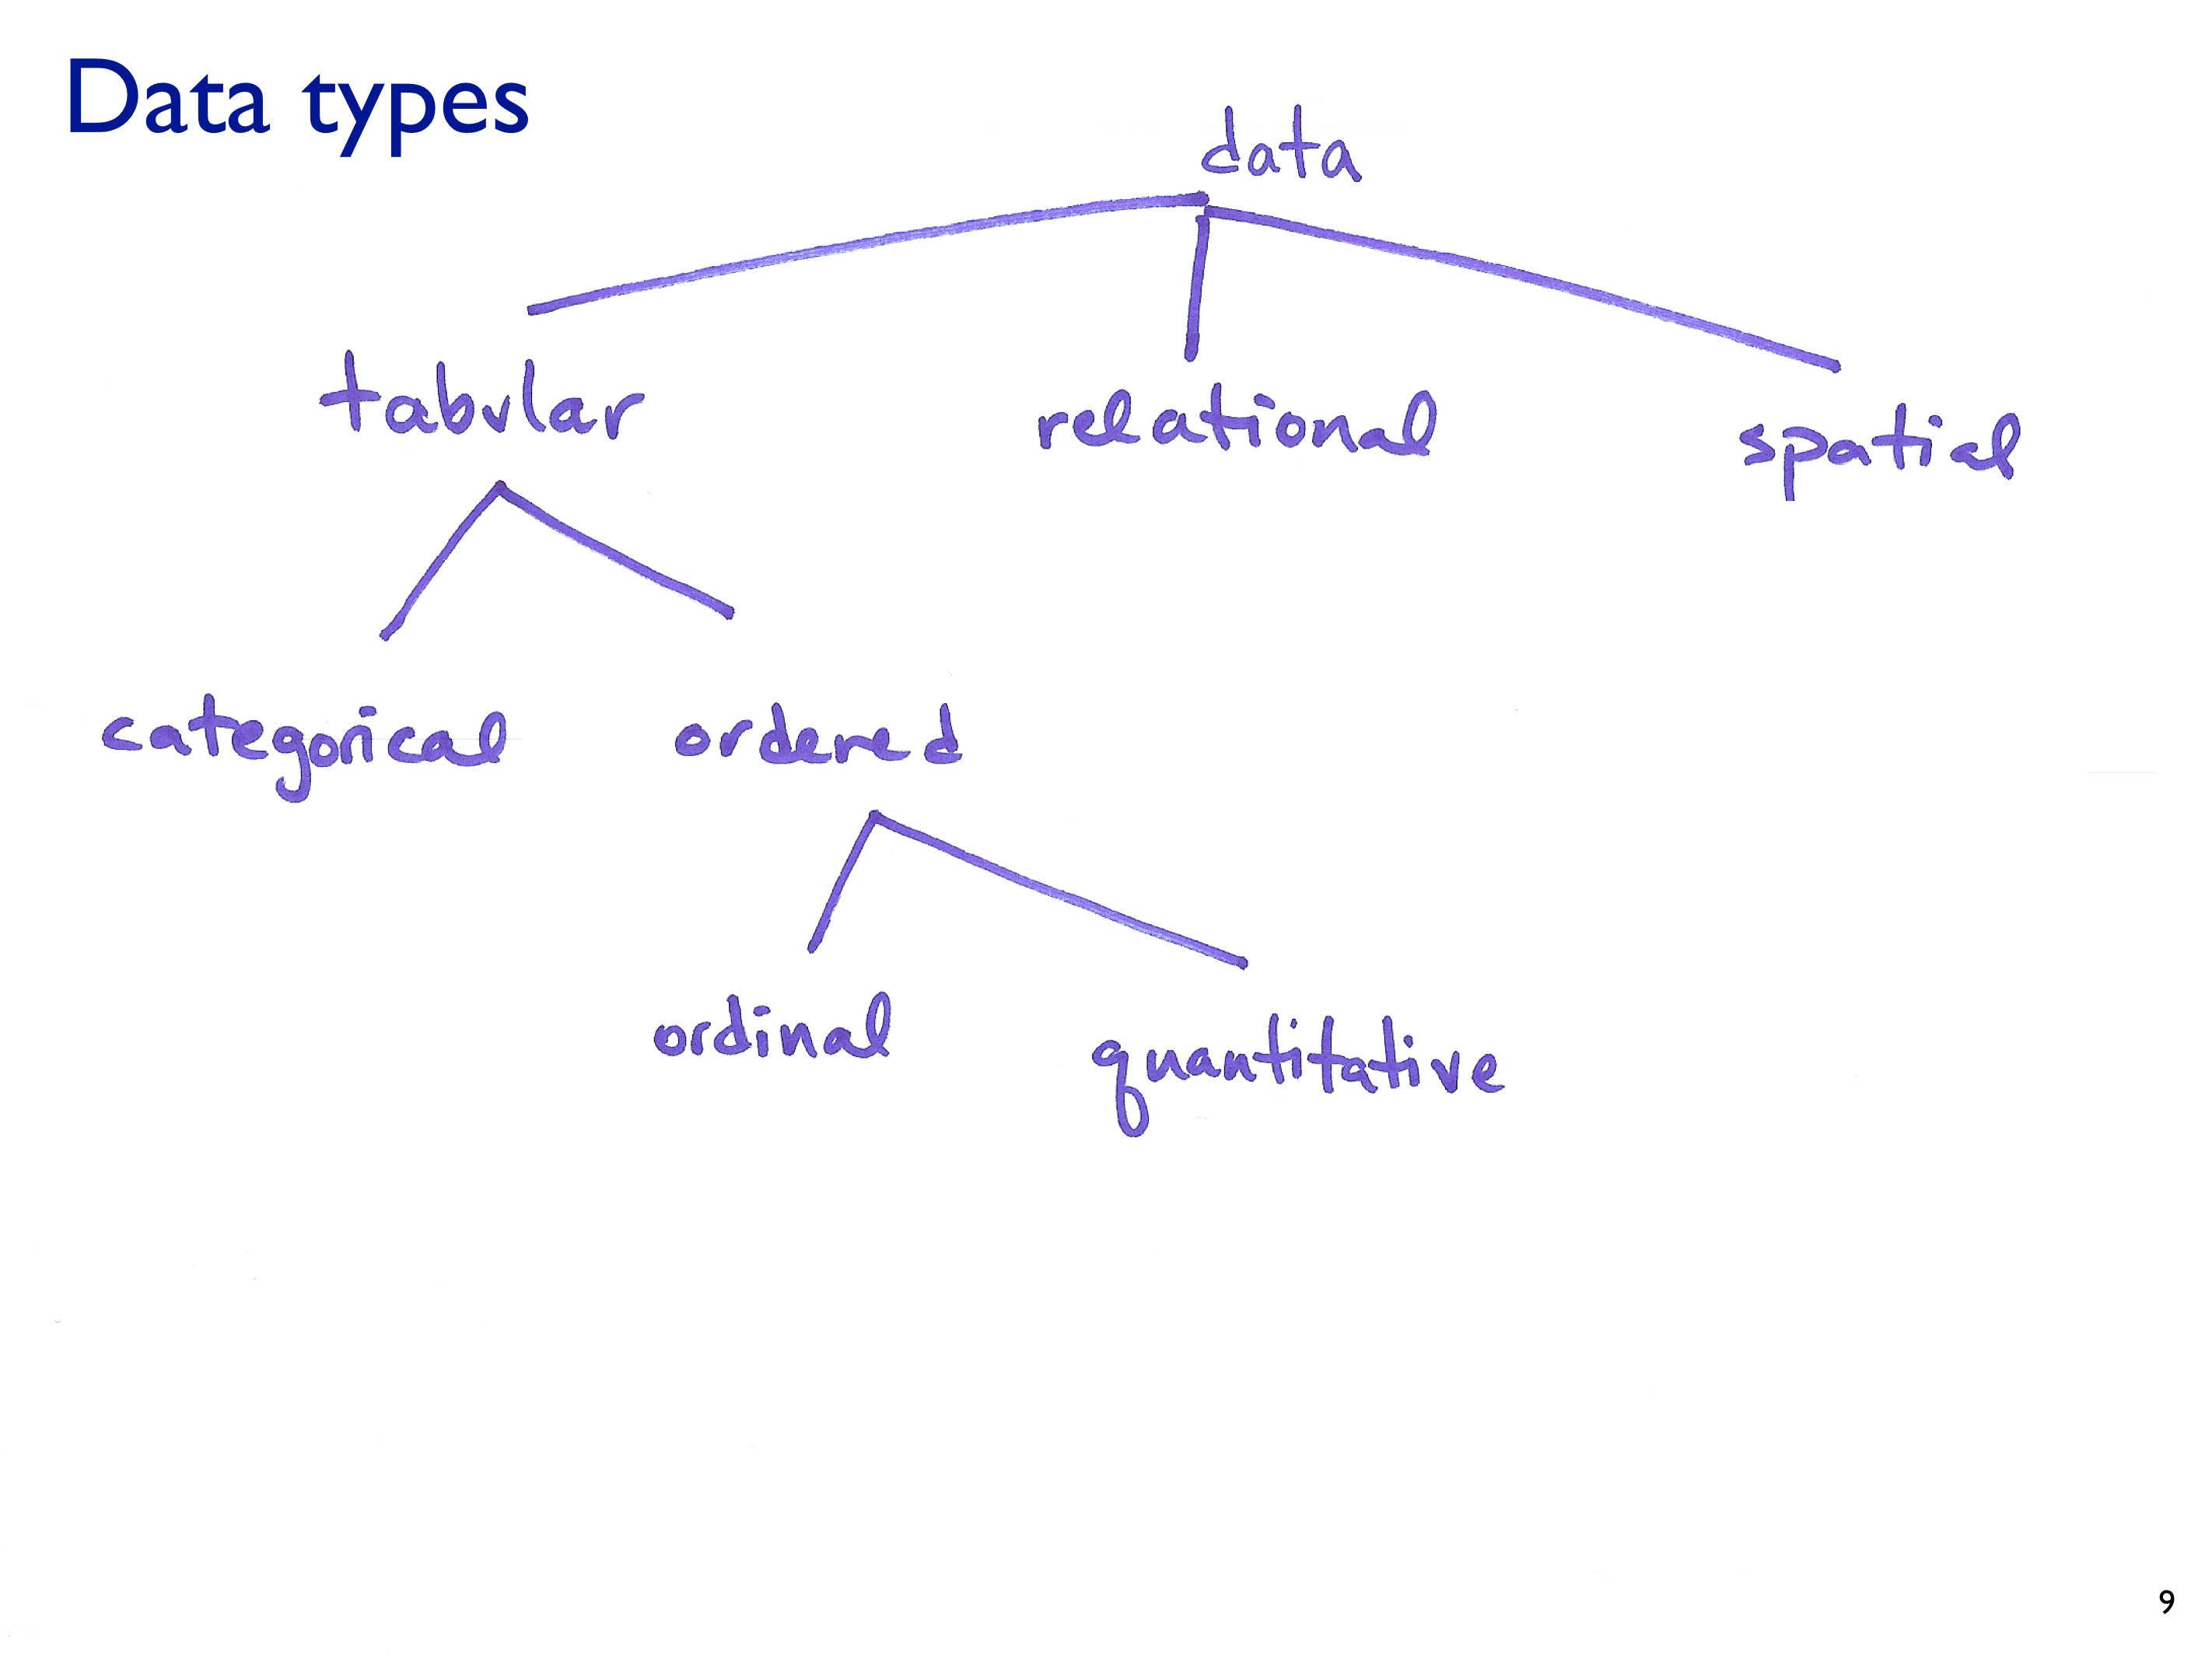 Data types
data
tabular
relational
spatial
categorical
ordered
ordinal
quantitative
9